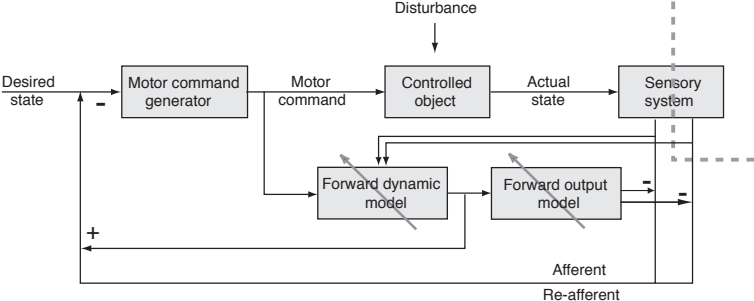 Disturbance
Desired
state
-
Motor command
generator
Motor
command
Controlled
object
Actual
state
Sensory
system
Forward dynamic
model
Forward output
model
-
-
+
Afferent
Re-afferent